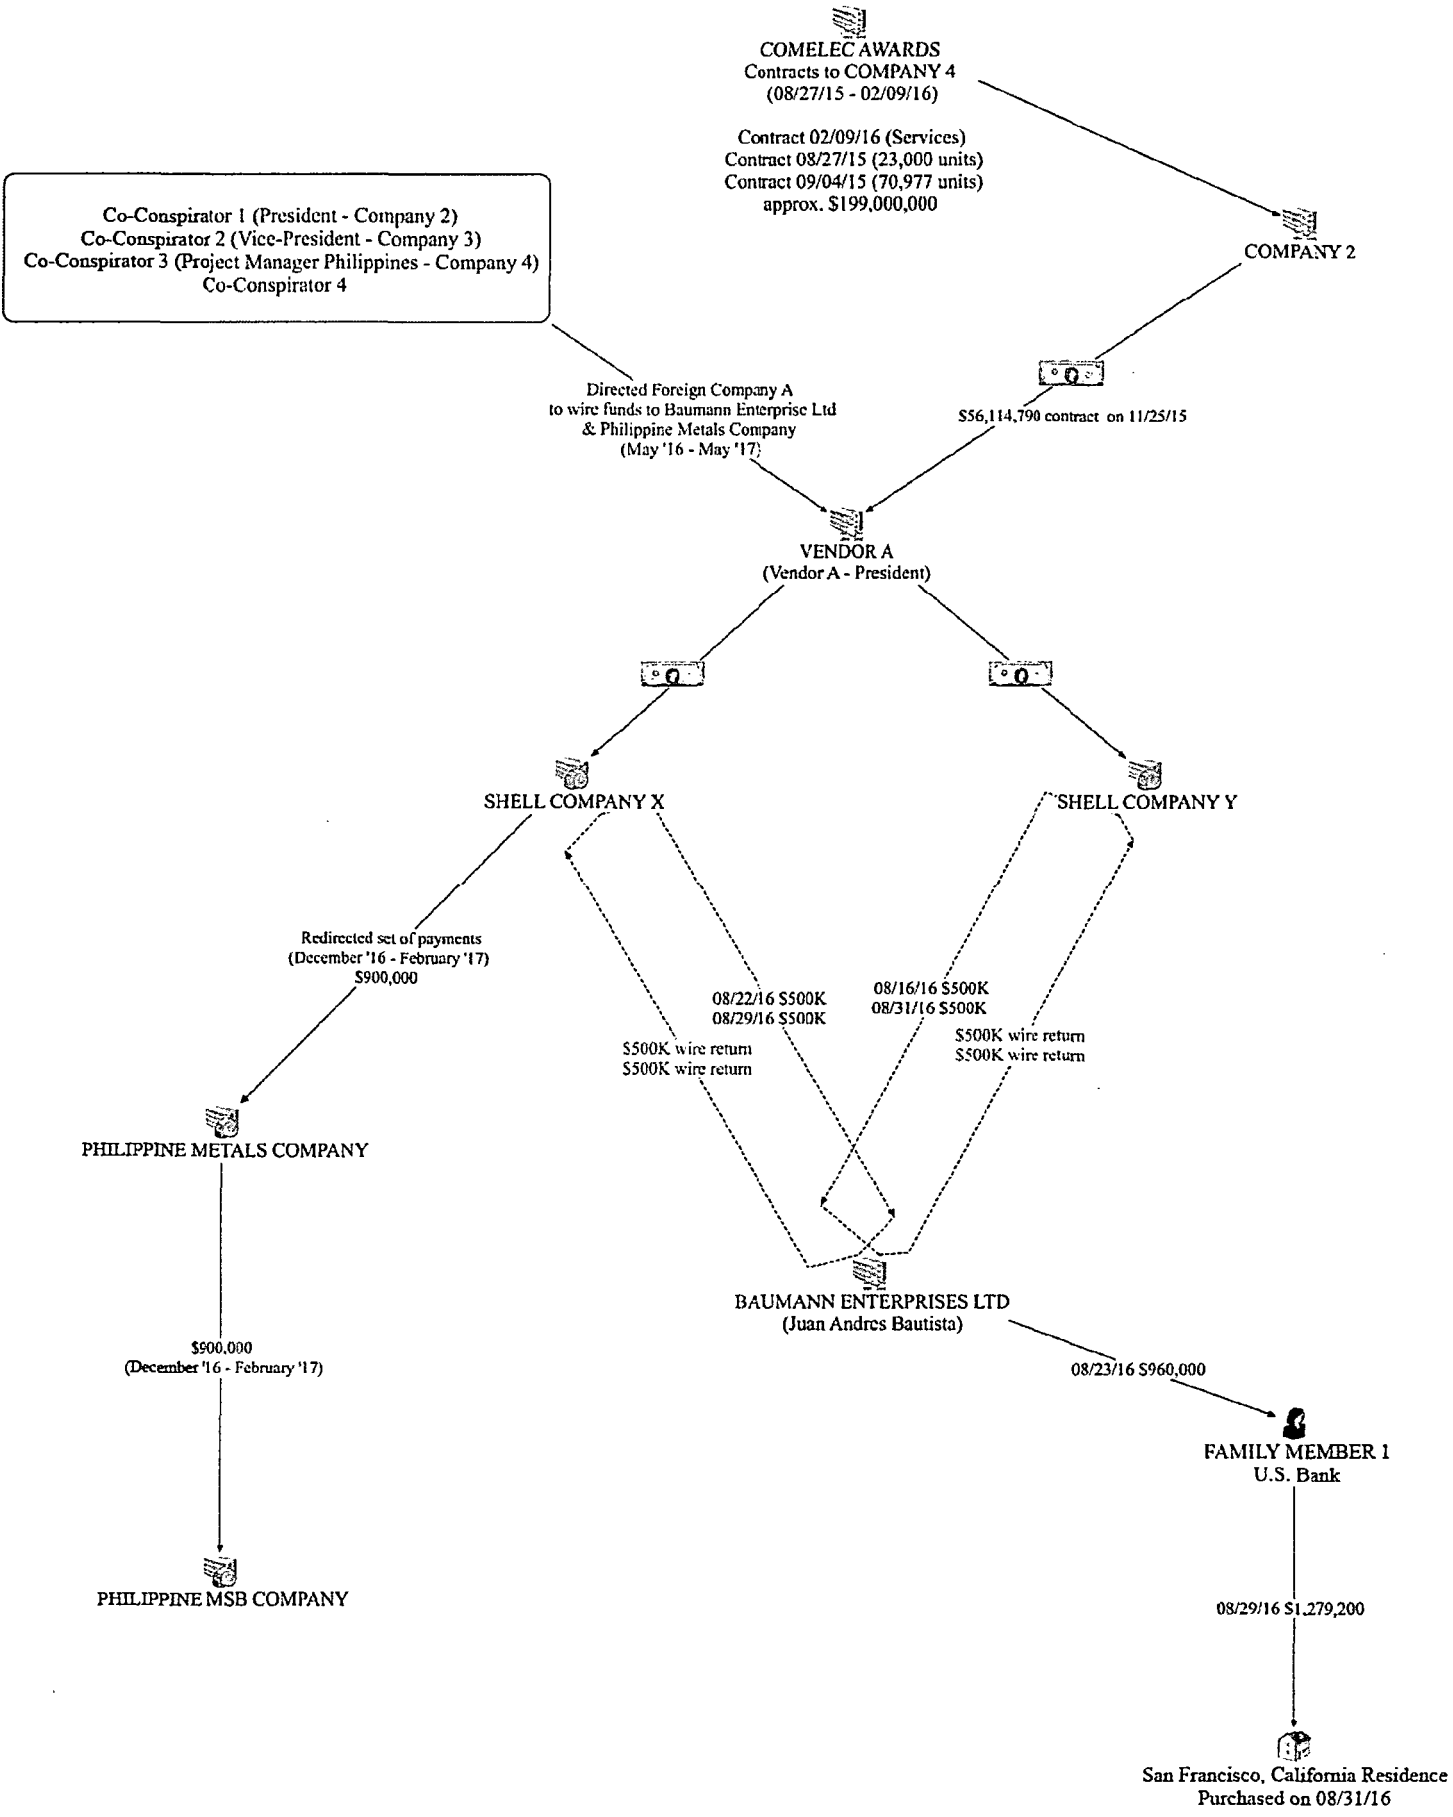 COMELEC AWARDS
Contracts to COMPANY 4
(08/27/15 - 02/09/16)
Contract 02/09/16 (Services)
Contract 08/27/15 (23,000 units)
Contract 09/04/15 (70,977 units)
approx. $199,000,000
Co-Conspirator 1 (President - Company 2)
Co-Conspirator 2 (Vice-President - Company 3)
Co-Conspirator 3 (Project Manager Philippines - Company 4)
Co-Conspirator 4
COMPANY 2
Directed Foreign Company A
to wire funds to Baumann Enterprise Ltd
& Philippine Metals Company
(May '16 - May '17)
$56,114,790 contract on 11/25/15
VENDOR A
(Vendor A - President)
SHELL COMPANY X
SHELL COMPANY Y
Redirected set of payments
(December '16 - February '17)
$900,000
08/22/16 $500K
08/29/16 $500K
08/16/16 $500K
08/31/16 $500K
$500K wire return
$500K wire return
$500K wire return
$500K wire return
PHILIPPINE METALS COMPANY
BAUMANN ENTERPRISES LTD
(Juan Andres Bautista)
$900,000
(December '16 - February '17)
08/23/16 $960,000
FAMILY MEMBER 1
U.S. Bank
PHILIPPINE MSB COMPANY
08/29/16 $1,279,200
San Francisco, California Residence
Purchased on 08/31/16